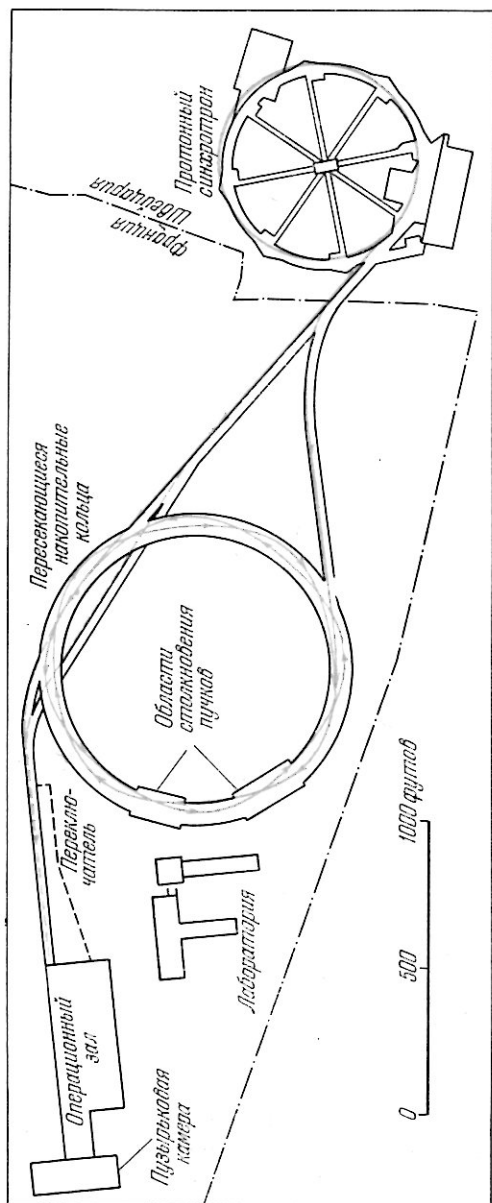 Пузырьковая
камера
Операционный
зал
Переклю-
чатель
Лаборатория
Пересекающиеся
накопительные
кольца
Области
столкновения
пучков
Франция
Швейцария
Протонный
синхротрон
0
500
1000 футов